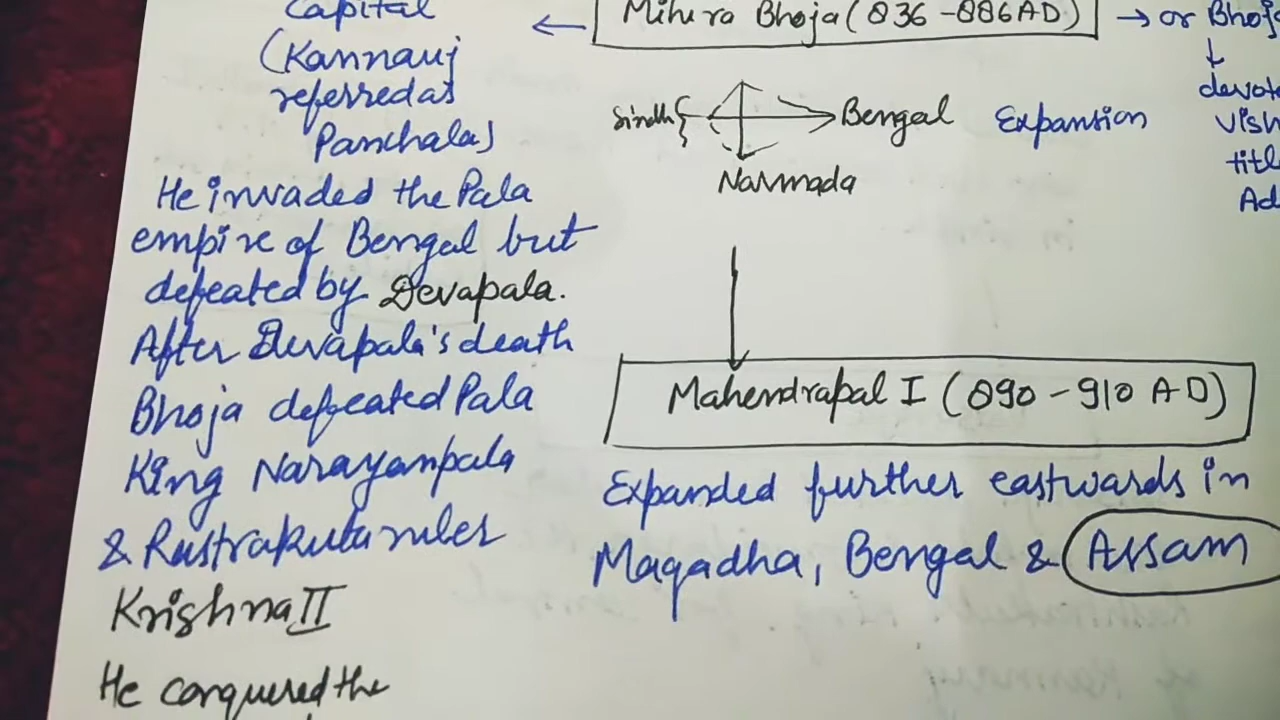 Capital
(Kannauj
referred as
Panchala)
He invaded the Pala
empire of Bengal but
defeated by Devapala.
After Devapala's death
Bhoja defeated Pala
King Narayanpala
& Rastrakuta rules
Krishna II
He conquered the
Mihira Bhoja (836-886AD)
← → or Bhoja
↓
devote
vish
titl
Ad
Sindh
Bengal Expansion
Narmada
Mahendrapal I (890-910 AD)
Expanded further eastwards in
Magadha, Bengal & Assam